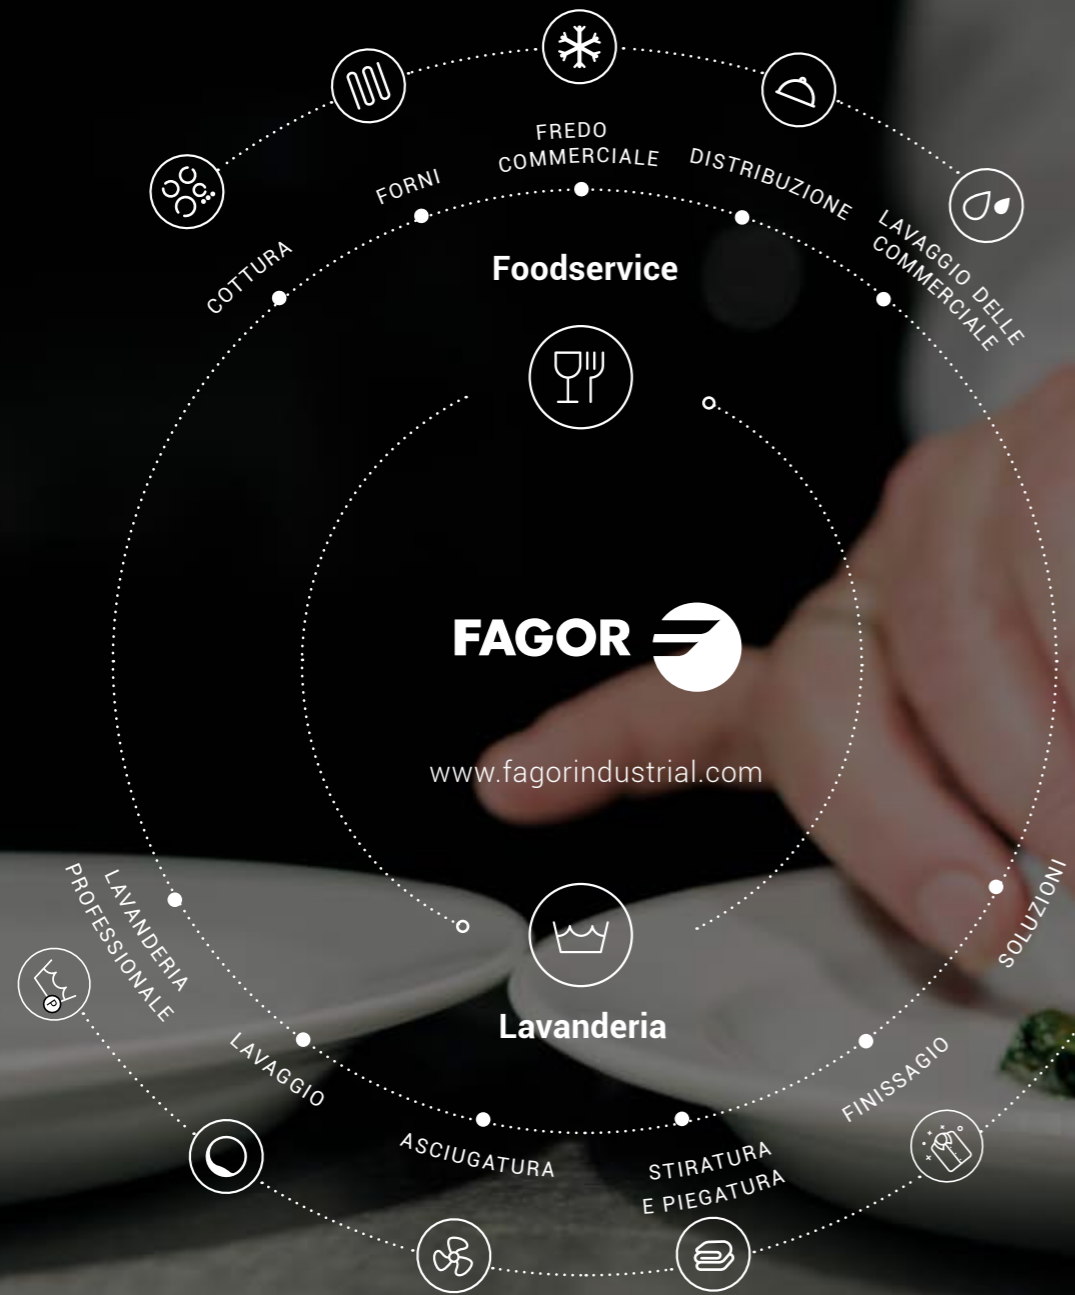 FREDO
COMMERCIALE
FORNI
DISTRIBUZIONE
COTTURA
LAVAGGIO DELLE
COMMERCIALE
Foodservice
FAGOR
www.fagorindustrial.com
LAVANDERIA
PROFESSIONALE
SOLUZIONI
Lavanderia
LAVAGGIO
FINISSAGIO
ASCIUGATURA
STIRATURA
E PIEGATURA
P